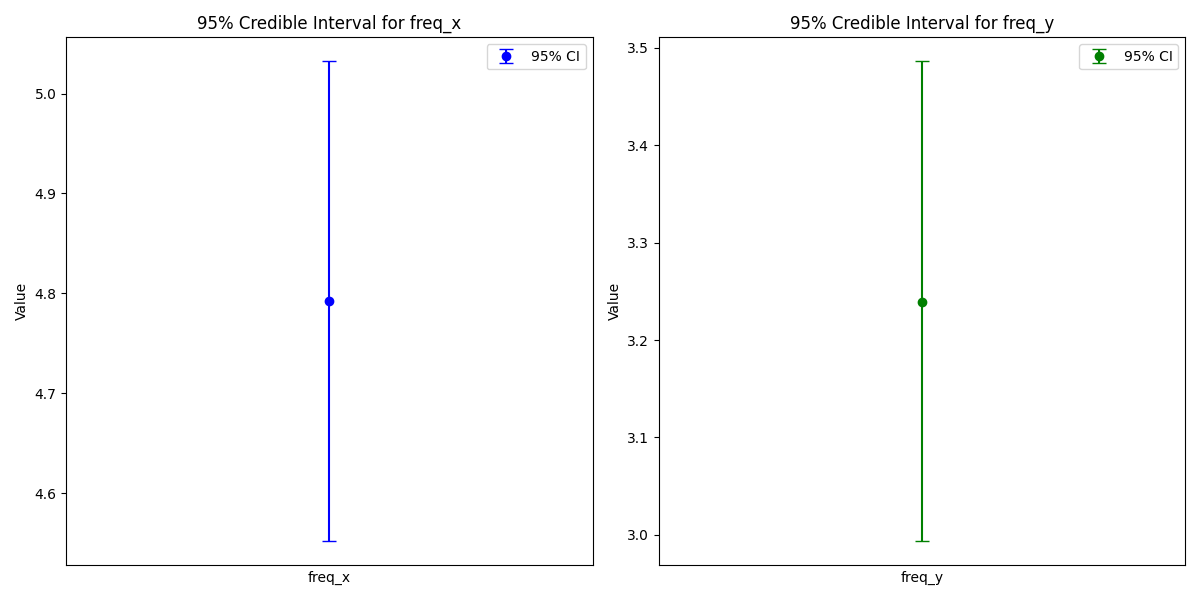 95% Credible Interval for freq_x
95% CI
5.0
4.9
4.8
4.7
4.6
Value
freq_x
95% Credible Interval for freq_y
95% CI
3.5
3.4
3.3
3.2
3.1
3.0
Value
freq_y